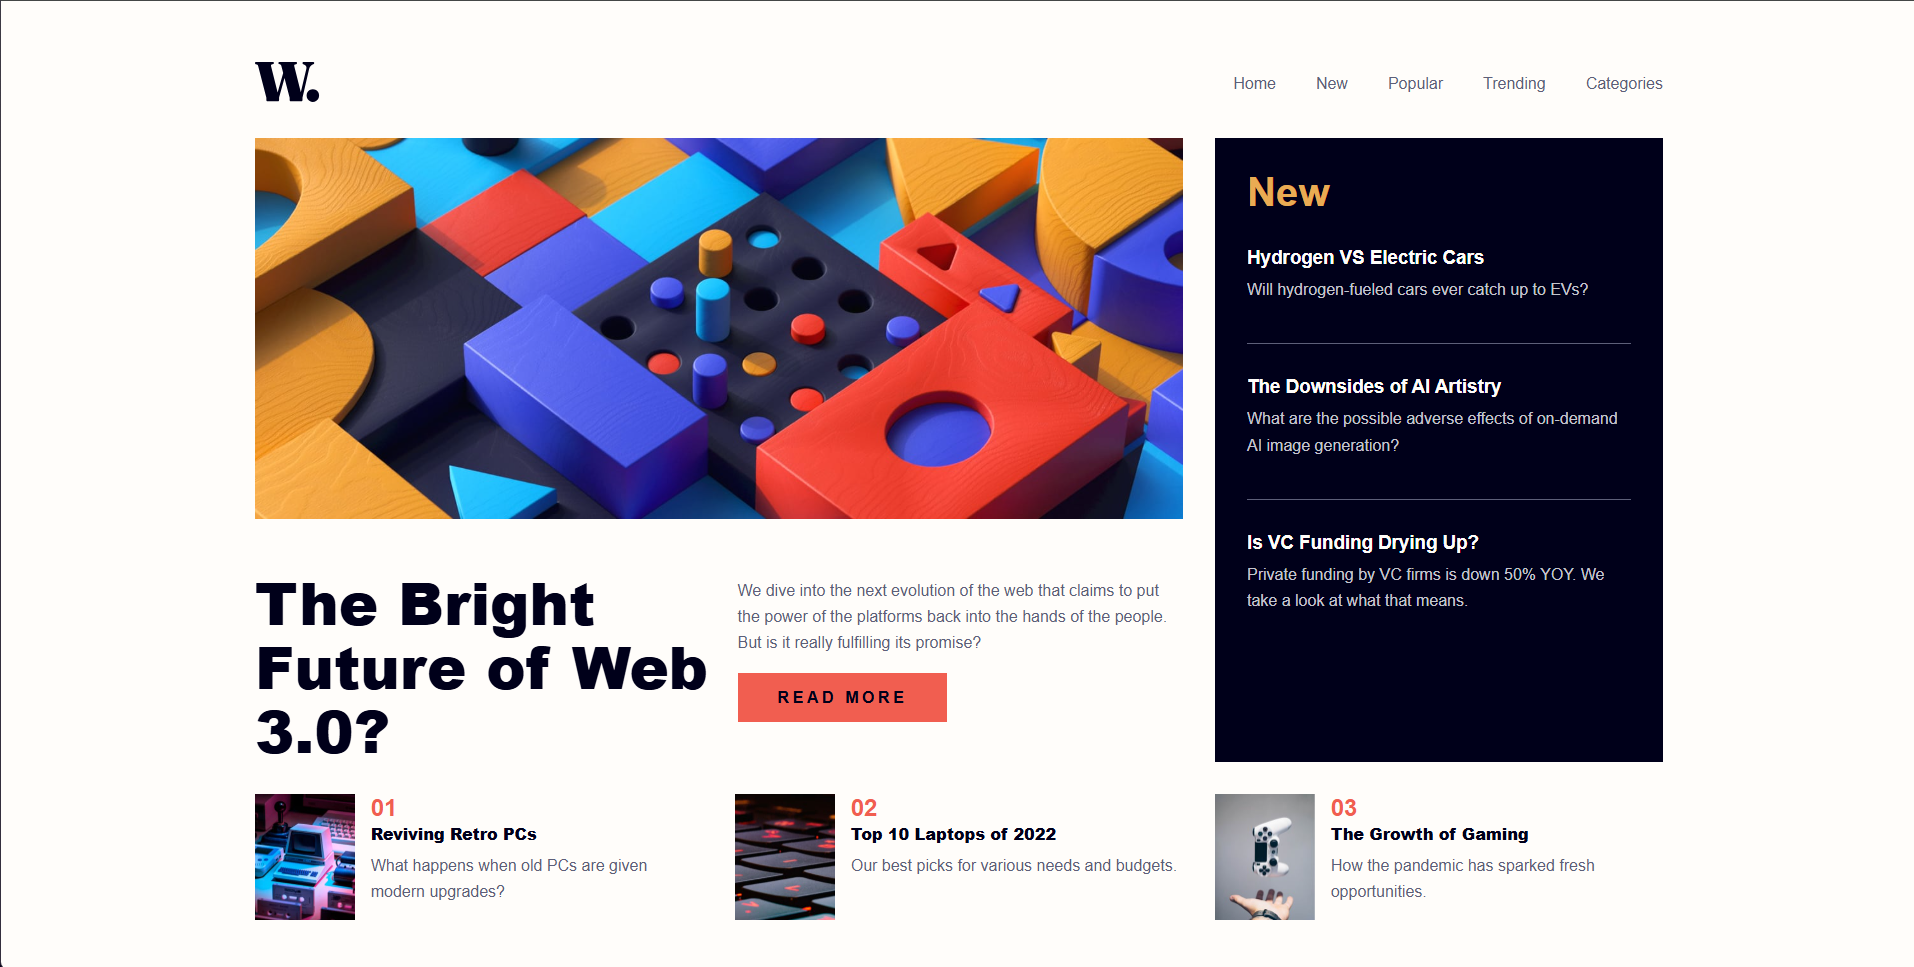 W.
Home
New
Popular
Trending
Categories
New
Hydrogen VS Electric Cars
Will hydrogen-fueled cars ever catch up to EVs?
The Downsides of AI Artistry
What are the possible adverse effects of on-demand
AI image generation?
Is VC Funding Drying Up?
Private funding by VC firms is down 50% YOY. We
take a look at what that means.
The Bright
Future of Web
3.0?
We dive into the next evolution of the web that claims to put
the power of the platforms back into the hands of the people.
But is it really fulfilling its promise?
READ MORE
01
Reviving Retro PCs
What happens when old PCs are given
modern upgrades?
02
Top 10 Laptops of 2022
Our best picks for various needs and budgets.
03
The Growth of Gaming
How the pandemic has sparked fresh
opportunities.